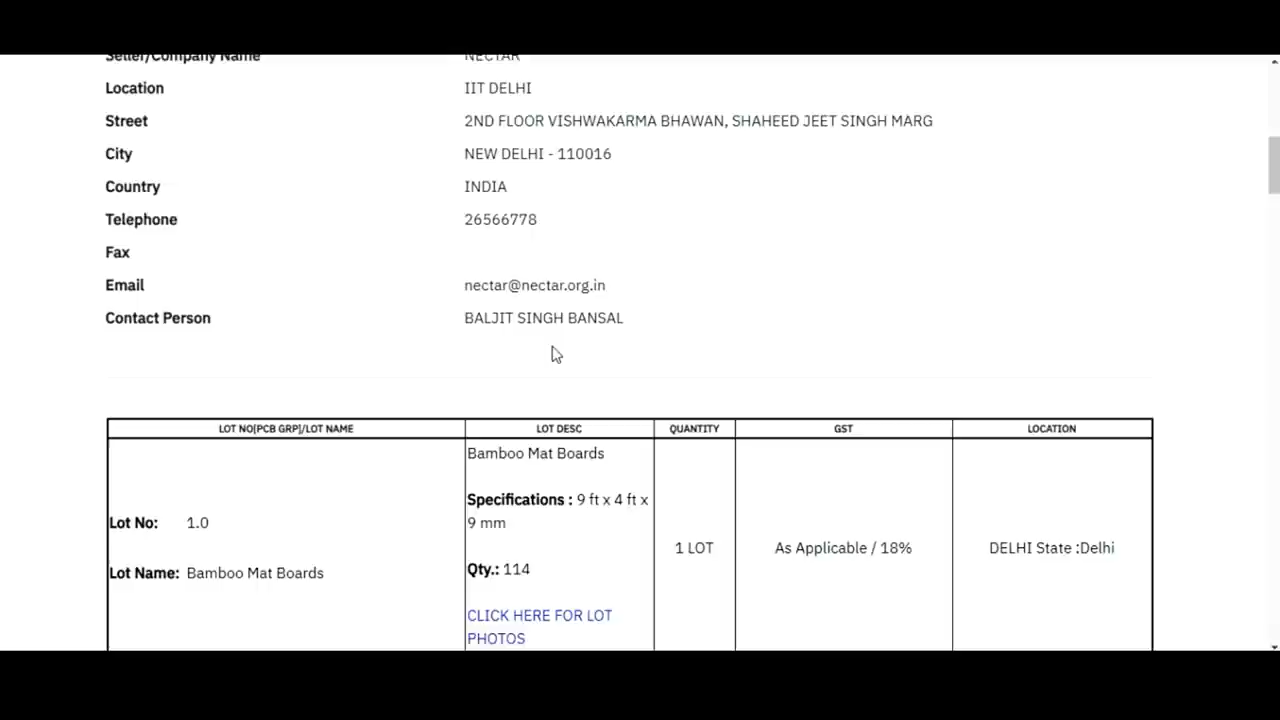 Seller/Company Name NECTAR
Location IIT DELHI
Street 2ND FLOOR VISHWAKARMA BHAWAN, SHAHEED JEET SINGH MARG
City NEW DELHI - 110016
Country INDIA
Telephone 26566778
Fax
Email nectar@nectar.org.in
Contact Person BALJIT SINGH BANSAL
LOT NO[PCB GRP]/LOT NAME LOT DESC QUANTITY GST LOCATION
Lot No: 1.0
Lot Name: Bamboo Mat Boards
Bamboo Mat Boards
Specifications : 9 ft x 4 ft x
9 mm
Qty.: 114
CLICK HERE FOR LOT
PHOTOS
1 LOT
As Applicable / 18%
DELHI State :Delhi